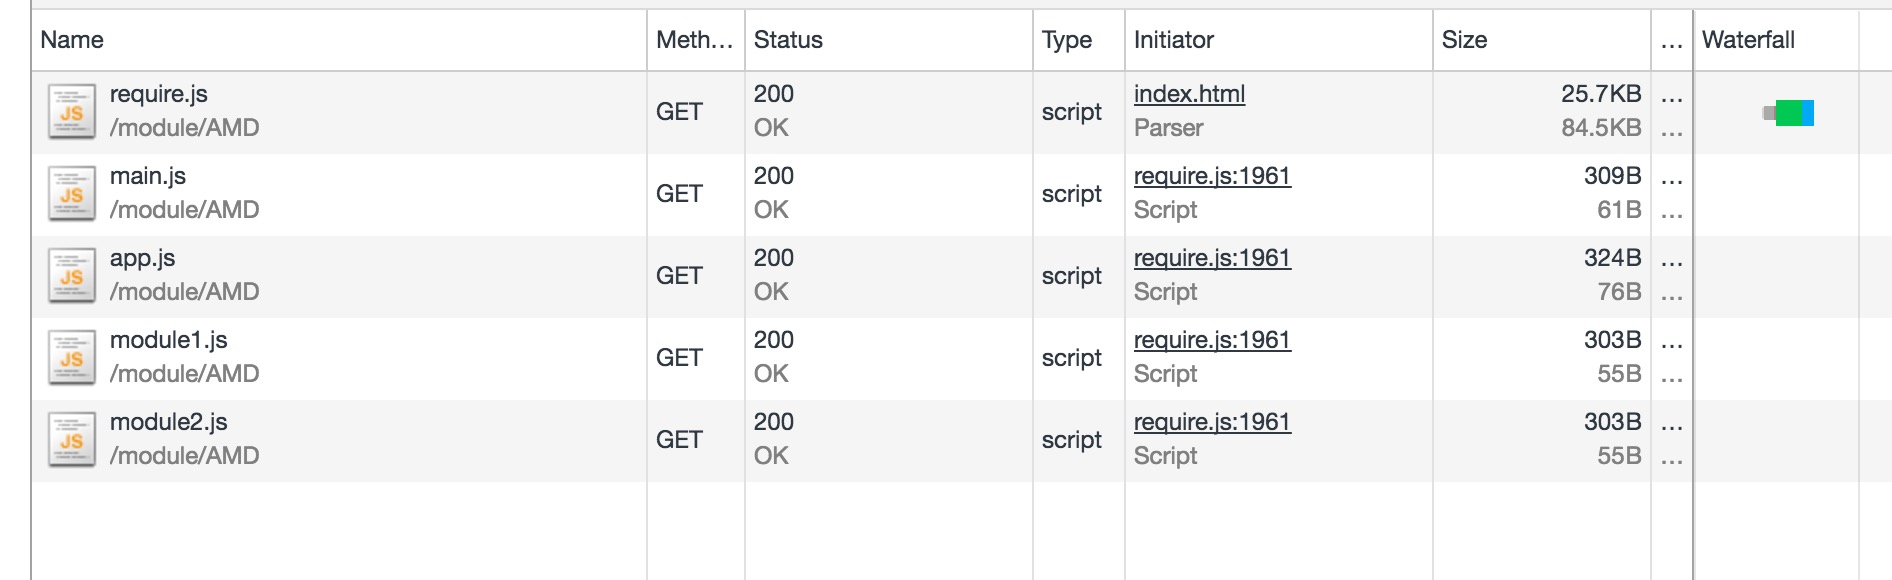 Name Meth... Status Type Initiator Size ... Waterfall
JS require.js GET 200 script index.html 25.7KB ...
/module/AMD OK Parser 84.5KB ...
JS main.js GET 200 script require.js:1961 309B ...
/module/AMD OK Script 61B ...
JS app.js GET 200 script require.js:1961 324B ...
/module/AMD OK Script 76B ...
JS module1.js GET 200 script require.js:1961 303B ...
/module/AMD OK Script 55B ...
JS module2.js GET 200 script require.js:1961 303B ...
/module/AMD OK Script 55B ...